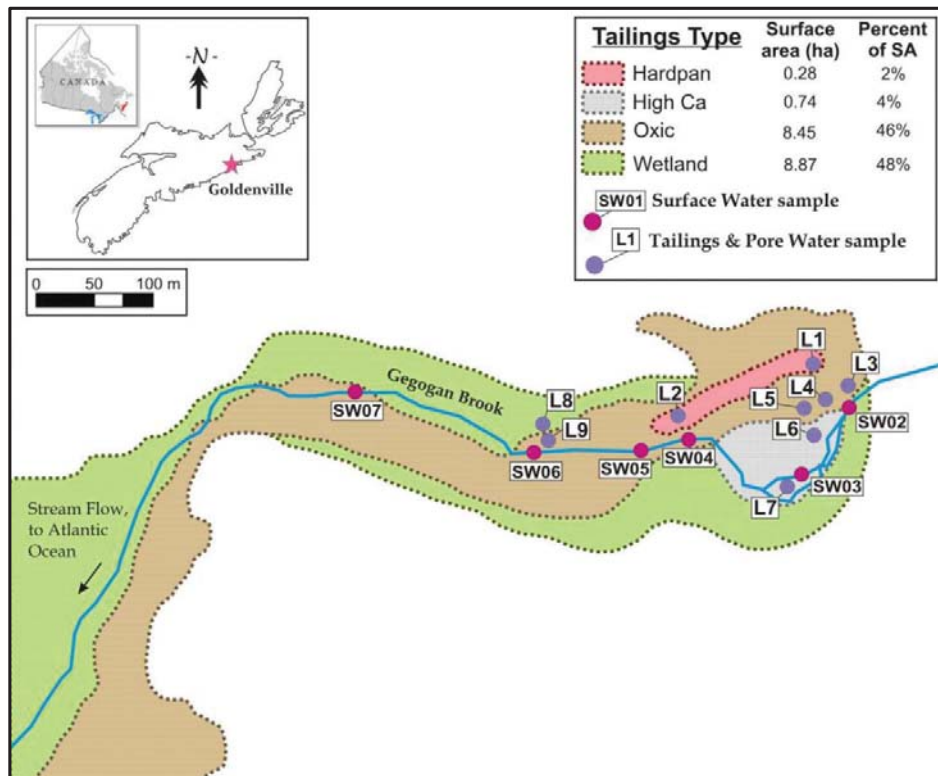 CANADA
-N-
Goldenville
0 50 100 m
Tailings Type Surface area (ha) Percent of SA
Hardpan 0.28 2%
High Ca 0.74 4%
Oxic 8.45 46%
Wetland 8.87 48%
SW01 Surface Water sample
L1 Tailings & Pore Water sample
L1
L3
L4
L2
L5
L8
L9
L6
SW02
Gegogan Brook
SW07
SW06
SW05
SW04
SW03
L7
Stream Flow,
to Atlantic
Ocean